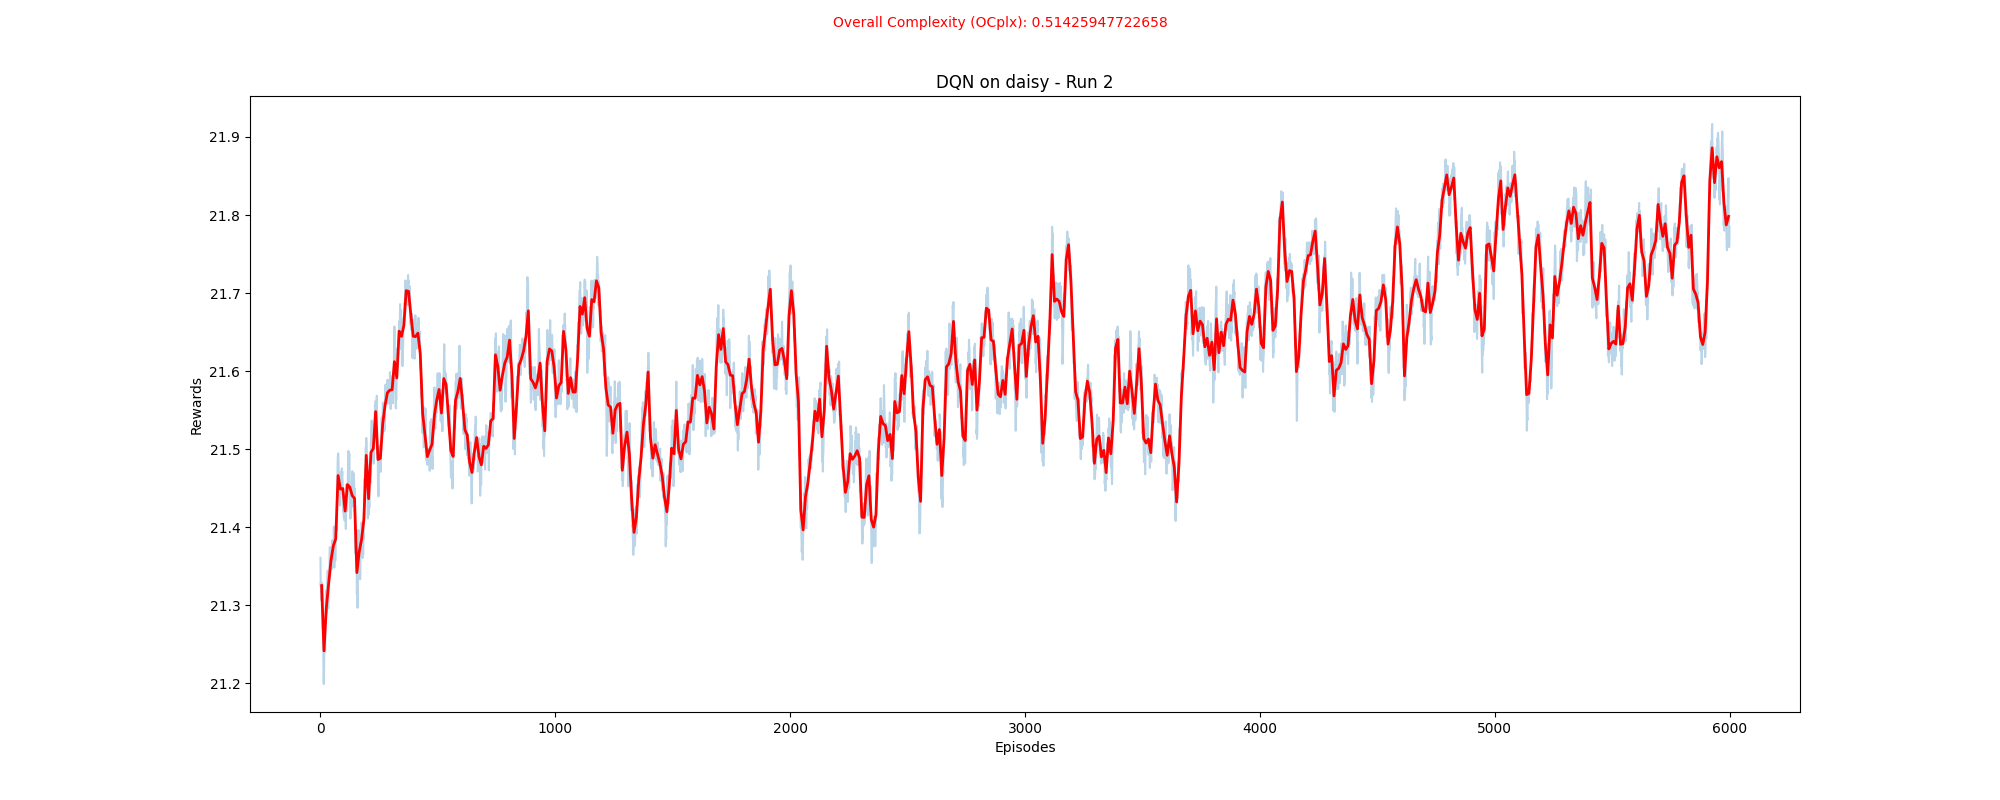 Overall Complexity (OCplx): 0.51425947722658
DQN on daisy - Run 2
21.9
21.8
21.7
21.6
21.5
21.4
21.3
21.2
Rewards
0 1000 2000 3000 4000 5000 6000
Episodes